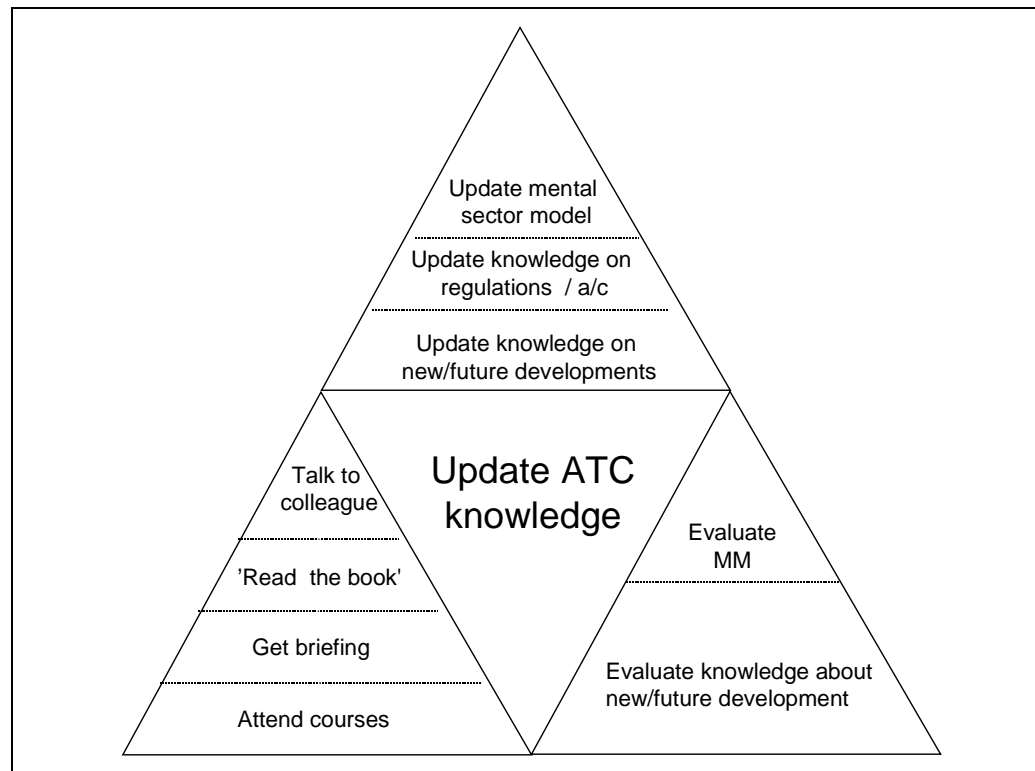 Update mental
sector model
Update knowledge on
regulations / a/c
Update knowledge on
new/future developments
Update ATC
knowledge
Talk to
colleague
’Read the book'
Get briefing
Attend courses
Evaluate
MM
Evaluate knowledge about
new/future development